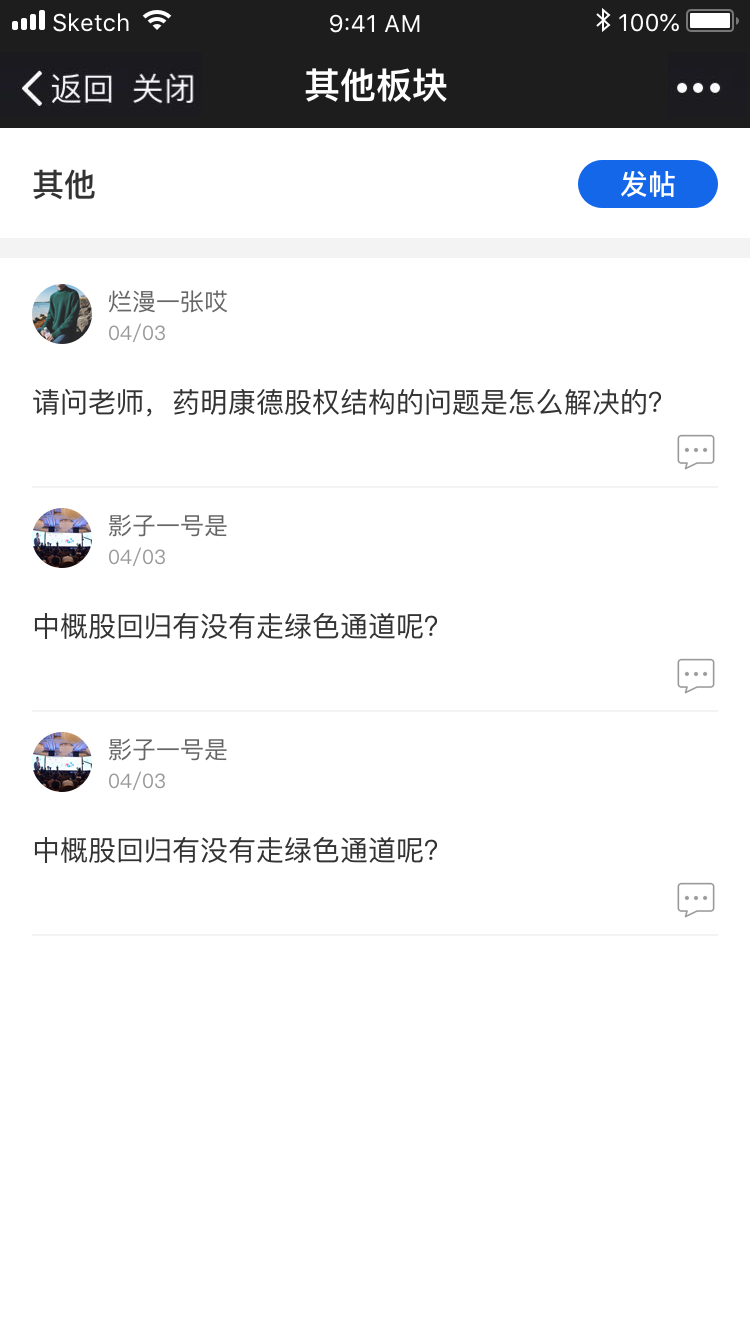 Sketch 9:41 AM 100%
返回 关闭 其他板块
其他 发帖
烂漫一张哎
04/03
请问老师，药明康德股权结构的问题是怎么解决的?
影子一号是
04/03
中概股回归有没有走绿色通道呢?
影子一号是
04/03
中概股回归有没有走绿色通道呢?